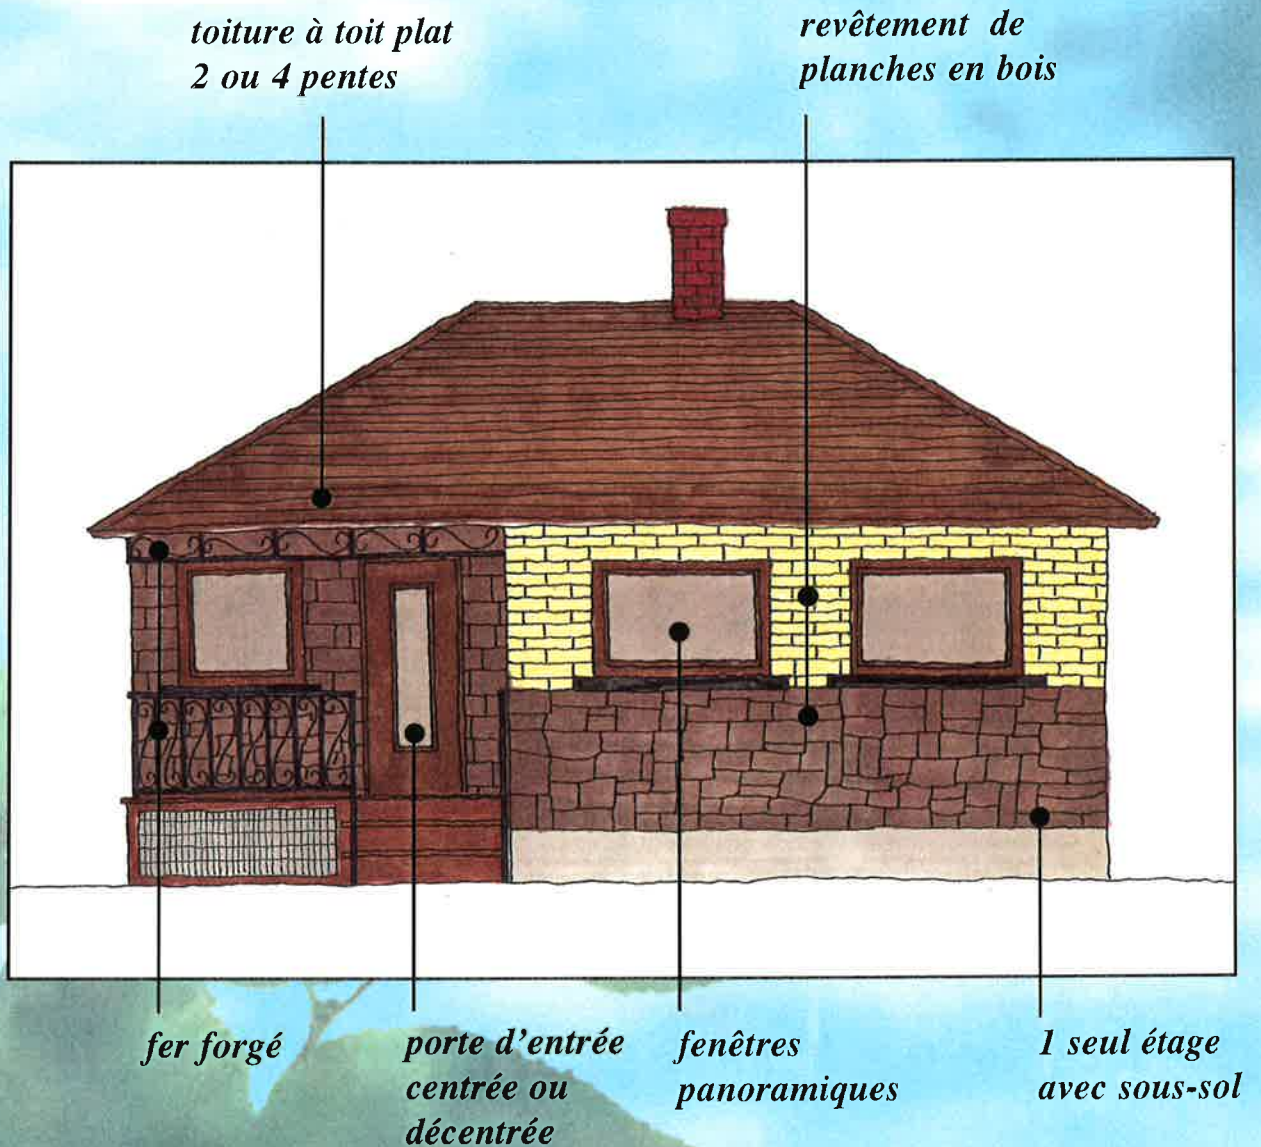 toiture à toit plat
2 ou 4 pentes
revêtement de
planches en bois
fer forgé
porte d'entrée
centrée ou
décentrée
fenêtres
panoramiques
1 seul étage
avec sous-sol